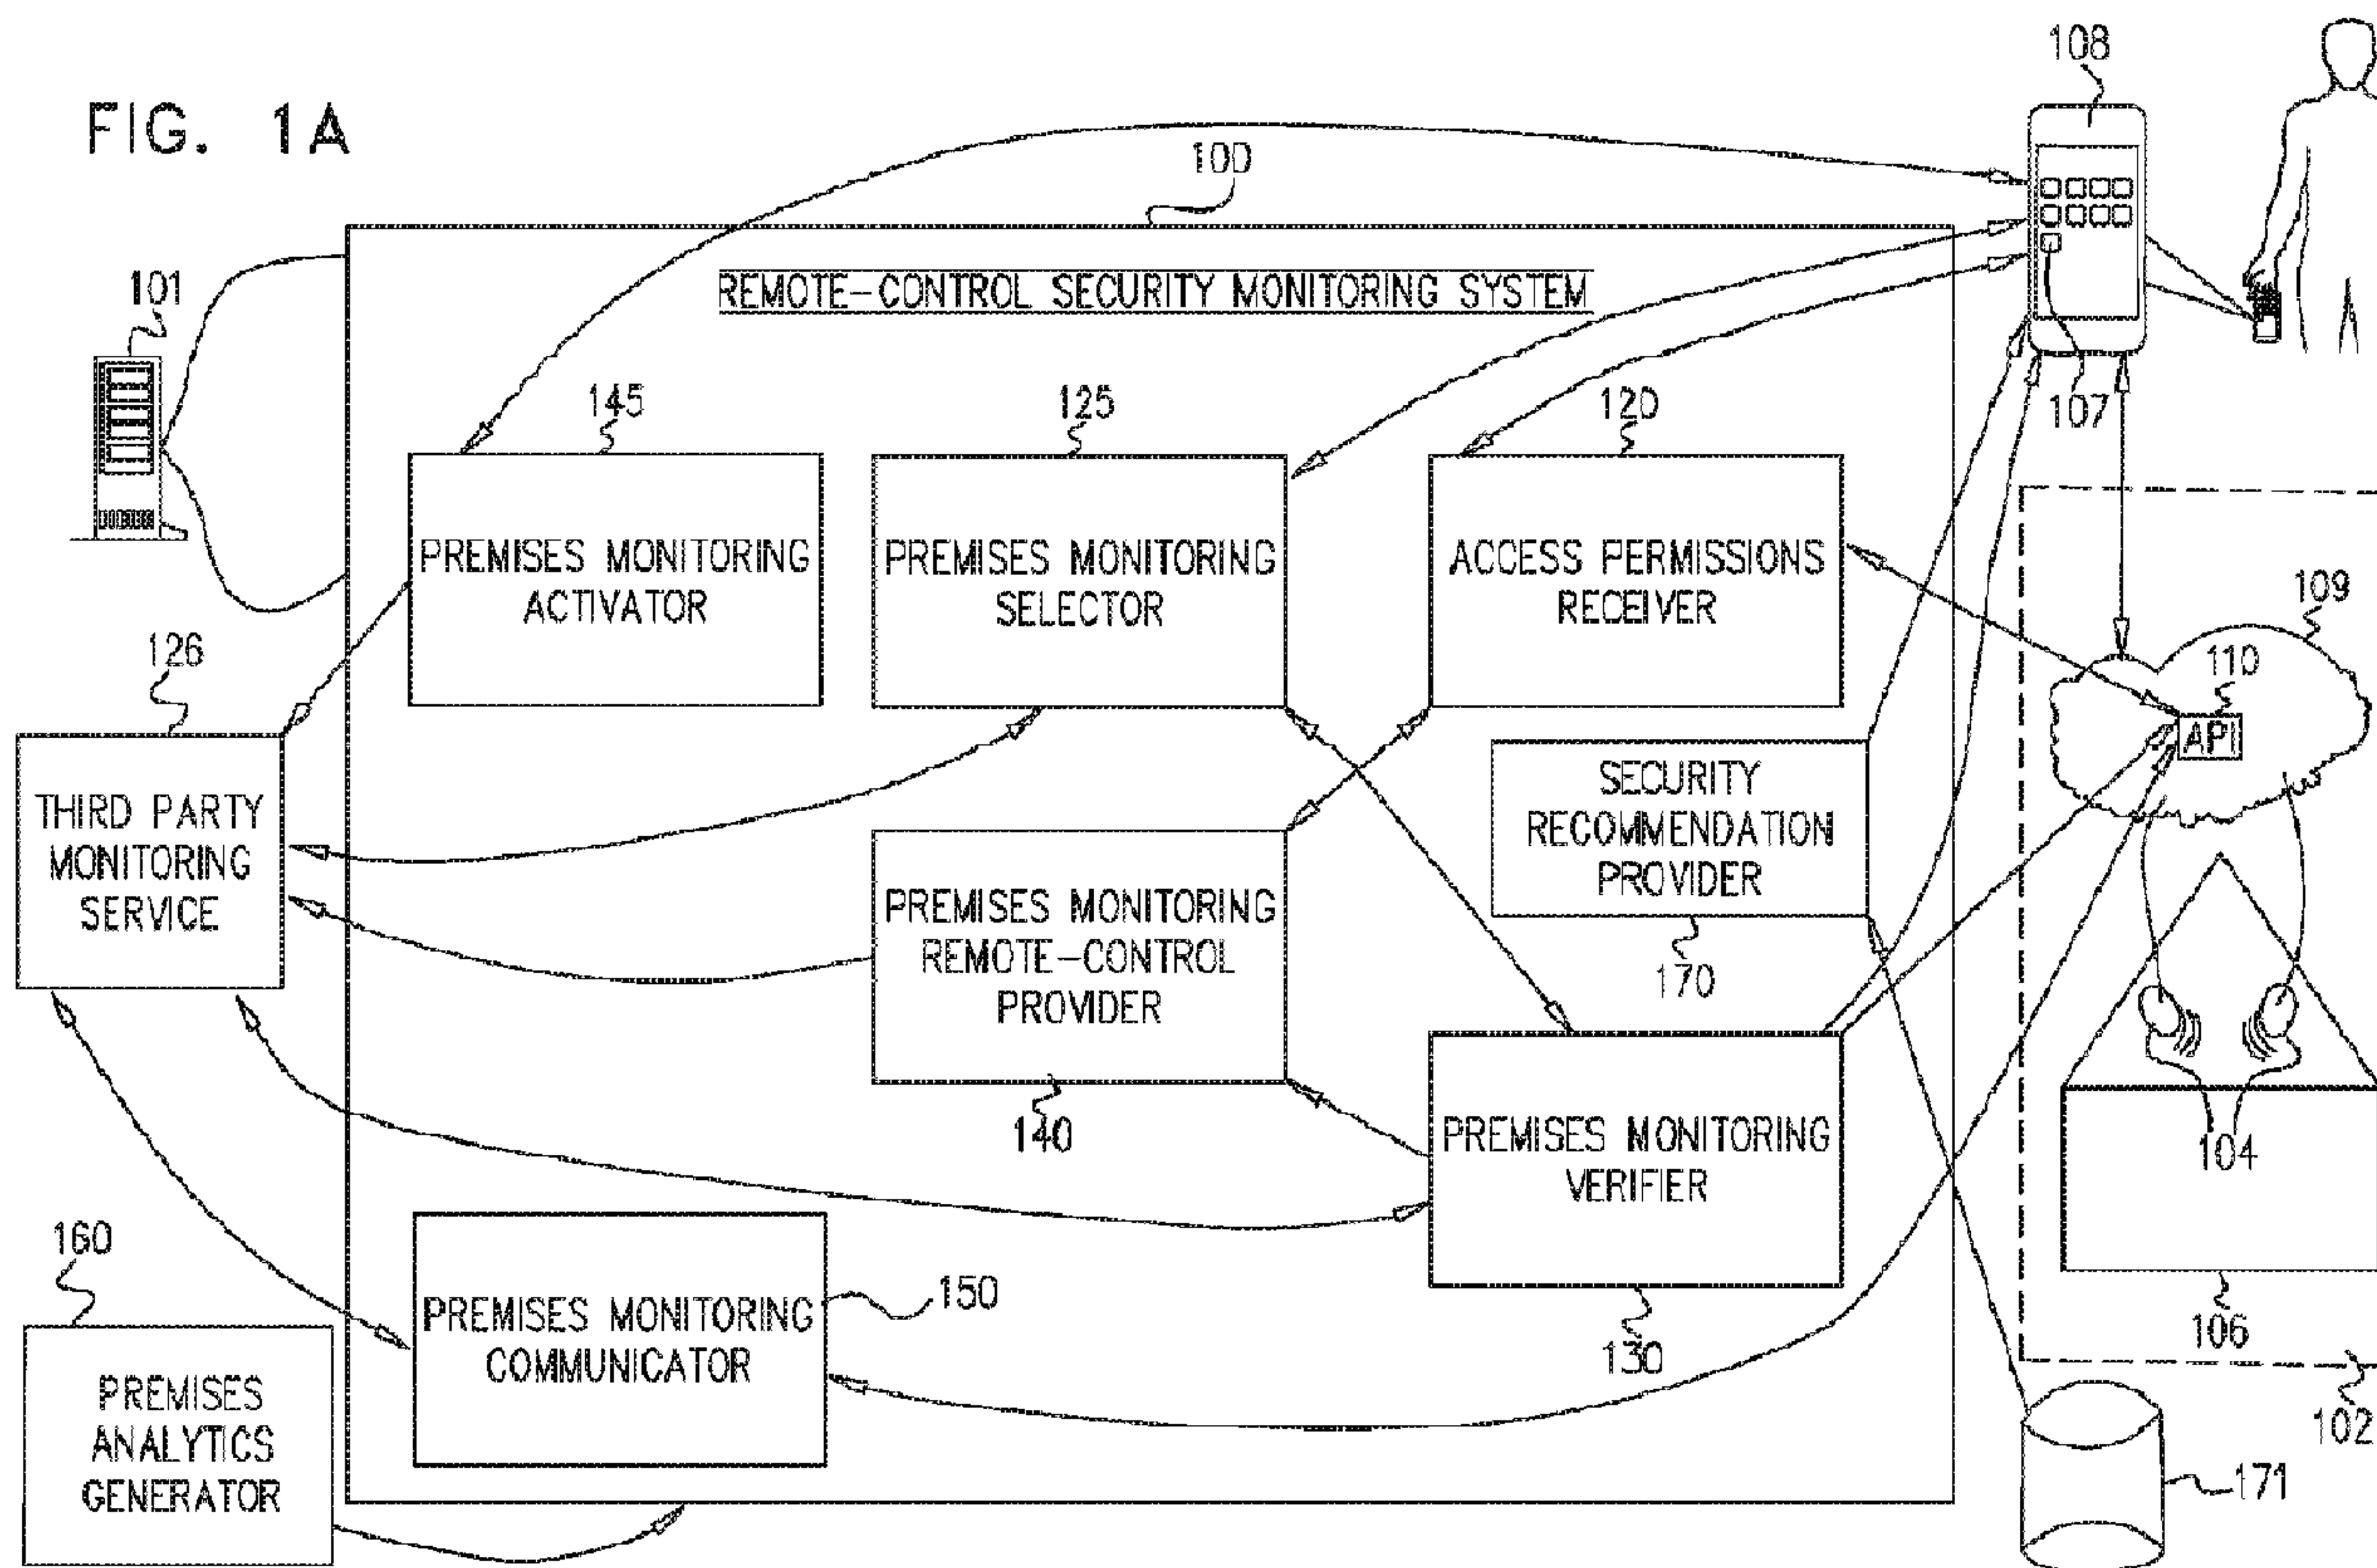 FIG. 1A
108
100
101
REMOTE-CONTROL SECURITY MONITORING SYSTEM
107
145
125
120
PREMISES MONITORING
ACTIVATOR
PREMISES MONITORING
SELECTOR
ACCESS PERMISSIONS
RECEIVER
109
110
API
126
THIRD PARTY
MONITORING
SERVICE
SECURITY
RECOMMENDATION
PROVIDER
170
PREMISES MONITORING
REMOTE-CONTROL
PROVIDER
140
PREMISES MONITORING
VERIFIER
130
104
106
102
160
PREMISES MONITORING
COMMUNICATOR
150
PREMISES
ANALYTICS
GENERATOR
171